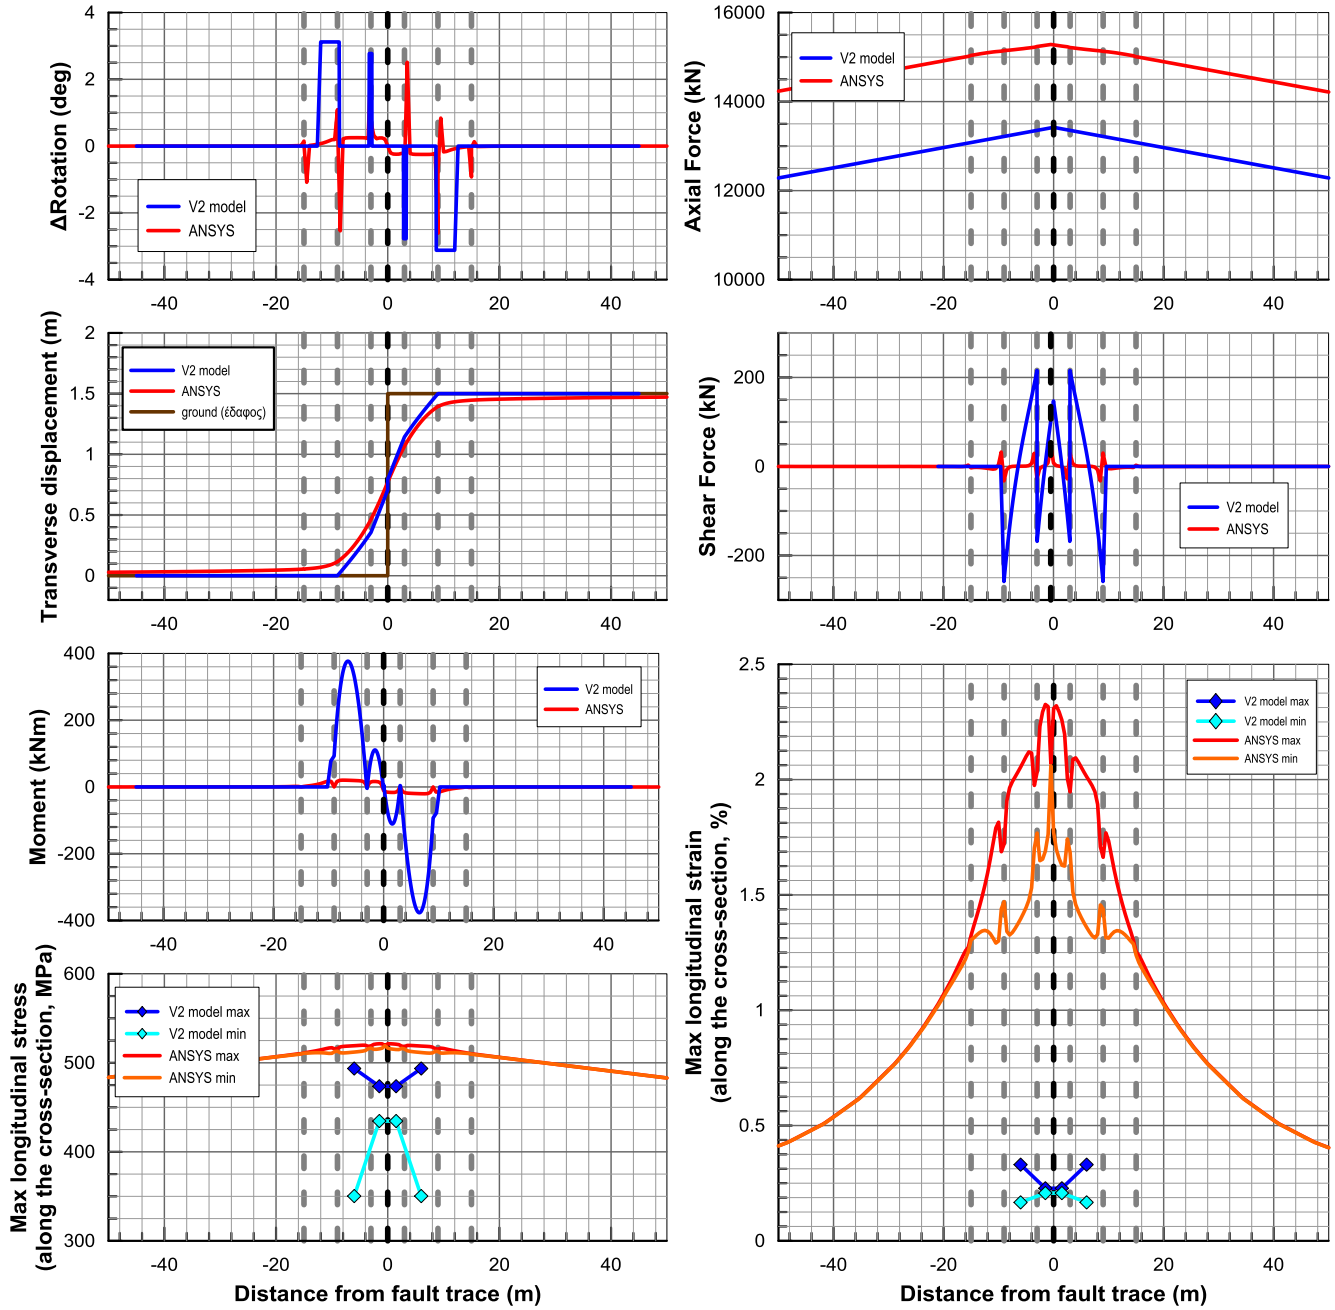 ΔRotation (deg)
4
2
0
-2
-4
V2 model
ANSYS
-40
-20
0
20
40
Axial Force (kN)
16000
14000
12000
10000
V2 model
ANSYS
-40
-20
0
20
40
Transverse displacement (m)
2
1.5
1
0.5
0
V2 model
ANSYS
ground (έδαφος)
-40
-20
0
20
40
Shear Force (kN)
200
0
-200
V2 model
ANSYS
-40
-20
0
20
40
Moment (kNm)
400
200
0
-200
-400
V2 model
ANSYS
-40
-20
0
20
40
Max longitudinal strain
(along the cross-section, %)
2.5
2
1.5
1
0.5
0
V2 model max
V2 model min
ANSYS max
ANSYS min
-40
-20
0
20
40
Distance from fault trace (m)
Max longitudinal stress
(along the cross-section, MPa)
600
500
400
300
V2 model max
V2 model min
ANSYS max
ANSYS min
-40
-20
0
20
40
Distance from fault trace (m)